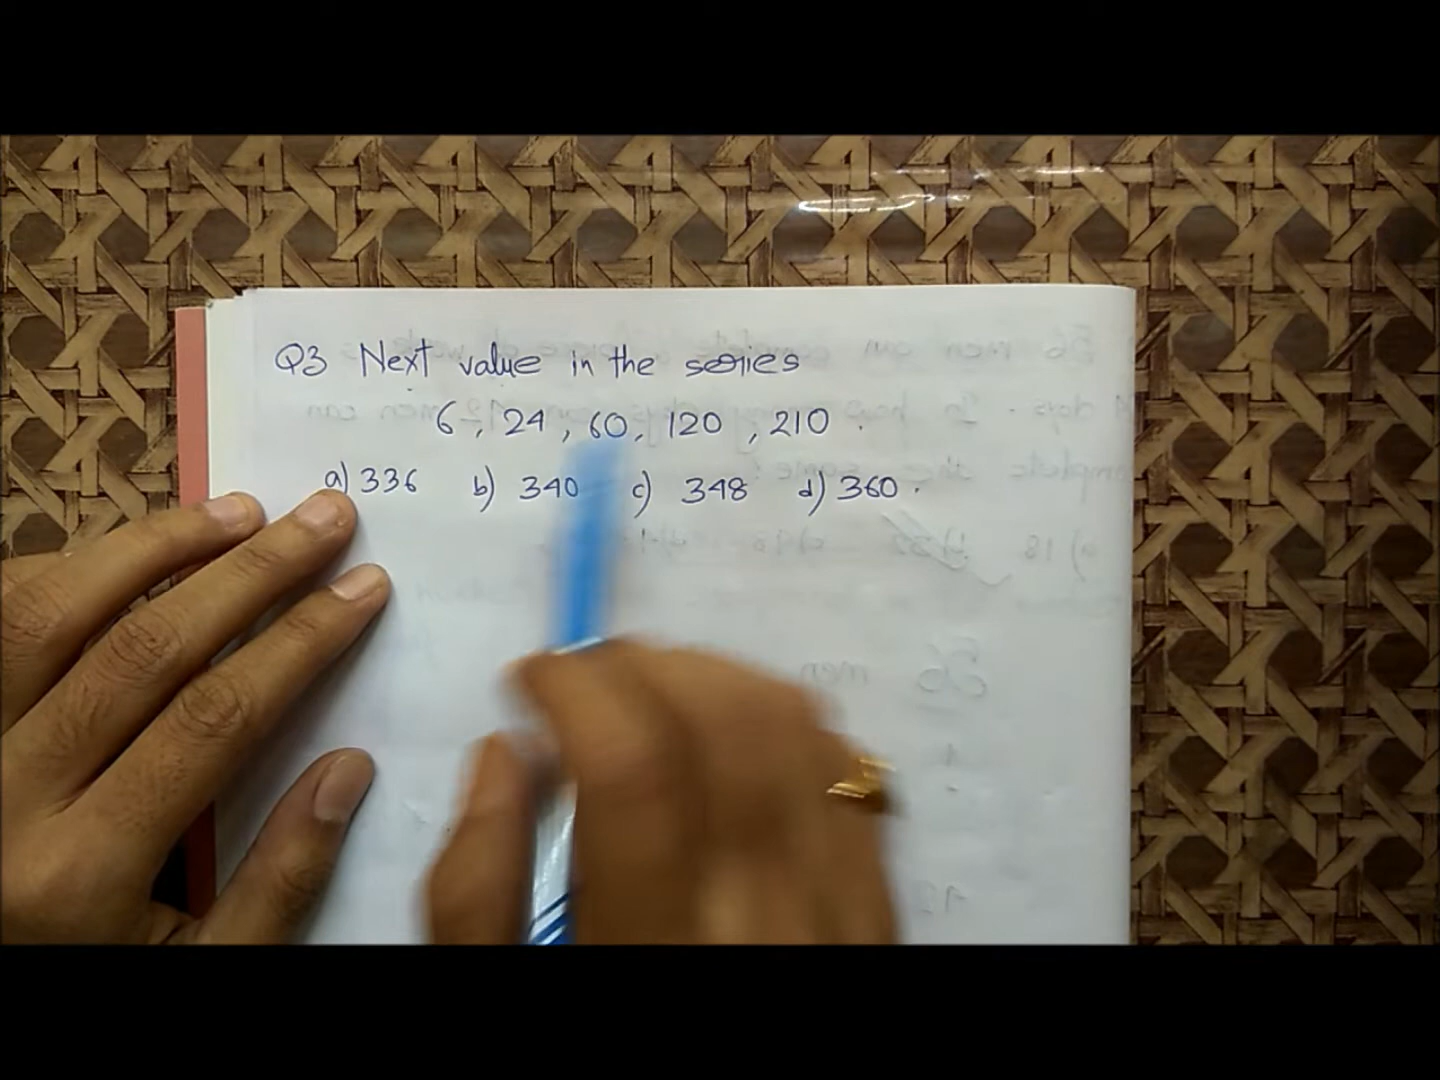 Q3 Next value in the series
6, 24, 60, 120, 210.
a) 336 b) 340 c) 348 d) 360.